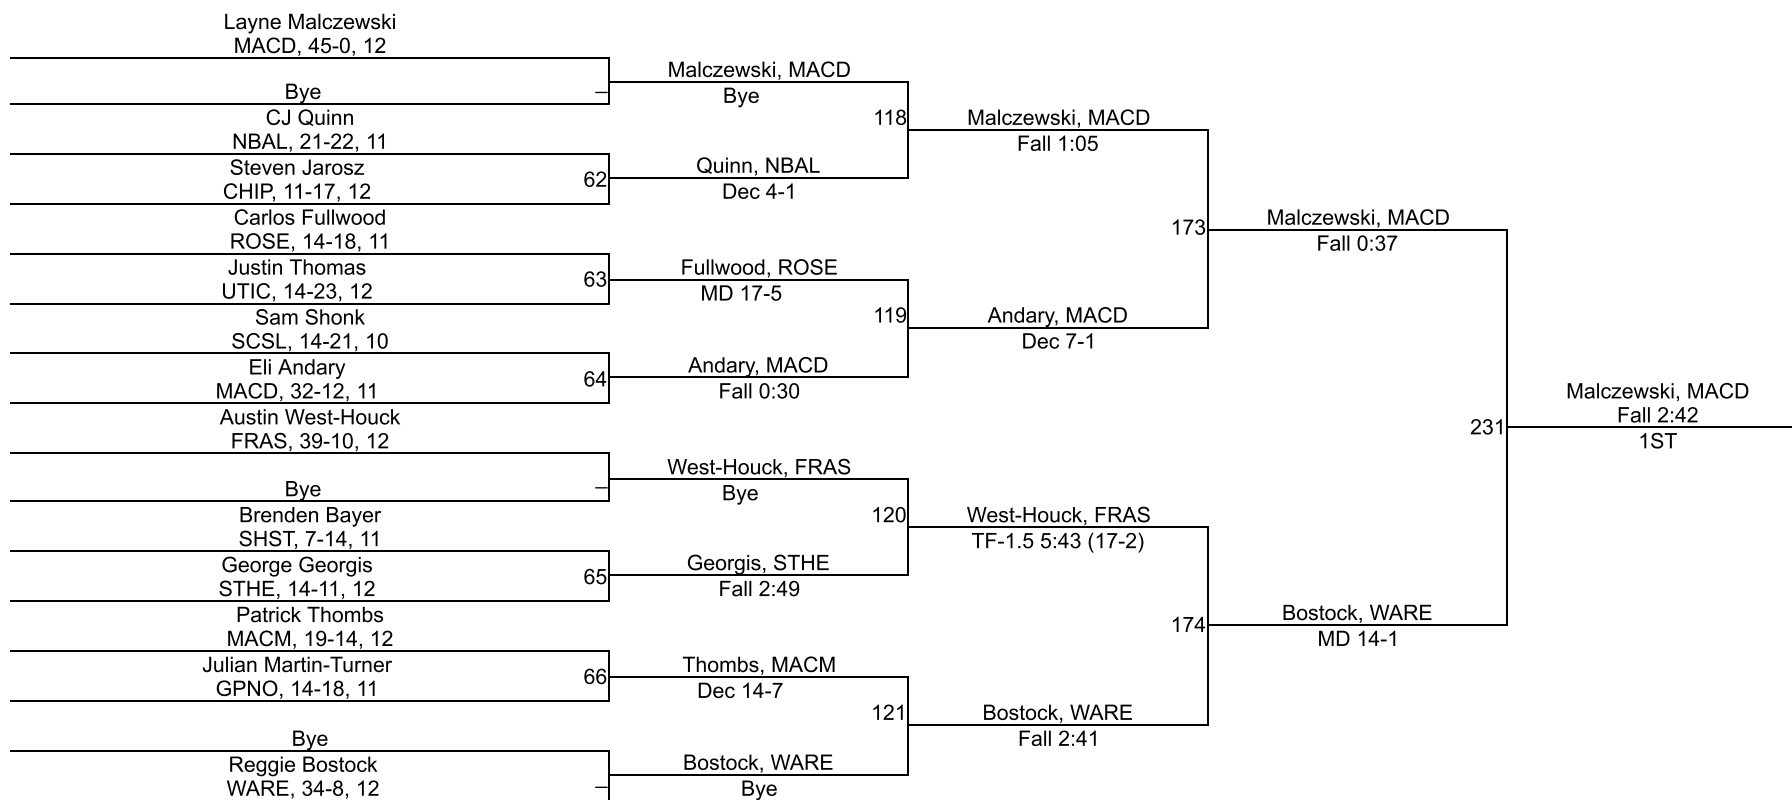 Layne Malczewski
MACD, 45-0, 12
Bye
–
CJ Quinn
NBAL, 21-22, 11
Steven Jarosz
CHIP, 11-17, 12
62
Carlos Fullwood
ROSE, 14-18, 11
Justin Thomas
UTIC, 14-23, 12
63
Sam Shonk
SCSL, 14-21, 10
Eli Andary
MACD, 32-12, 11
64
Austin West-Houck
FRAS, 39-10, 12
Bye
–
Brenden Bayer
SHST, 7-14, 11
George Georgis
STHE, 14-11, 12
65
Patrick Thombs
MACM, 19-14, 12
Julian Martin-Turner
GPNO, 14-18, 11
66
Bye
Reggie Bostock
WARE, 34-8, 12
–
Malczewski, MACD
Bye
118
Quinn, NBAL
Dec 4-1
Fullwood, ROSE
MD 17-5
119
Andary, MACD
Fall 0:30
West-Houck, FRAS
Bye
120
Georgis, STHE
Fall 2:49
Thombs, MACM
Dec 14-7
121
Bostock, WARE
Bye
Malczewski, MACD
Fall 1:05
173
Andary, MACD
Dec 7-1
West-Houck, FRAS
TF-1.5 5:43 (17-2)
174
Bostock, WARE
Fall 2:41
Malczewski, MACD
Fall 0:37
231
Bostock, WARE
MD 14-1
Malczewski, MACD
Fall 2:42
1ST